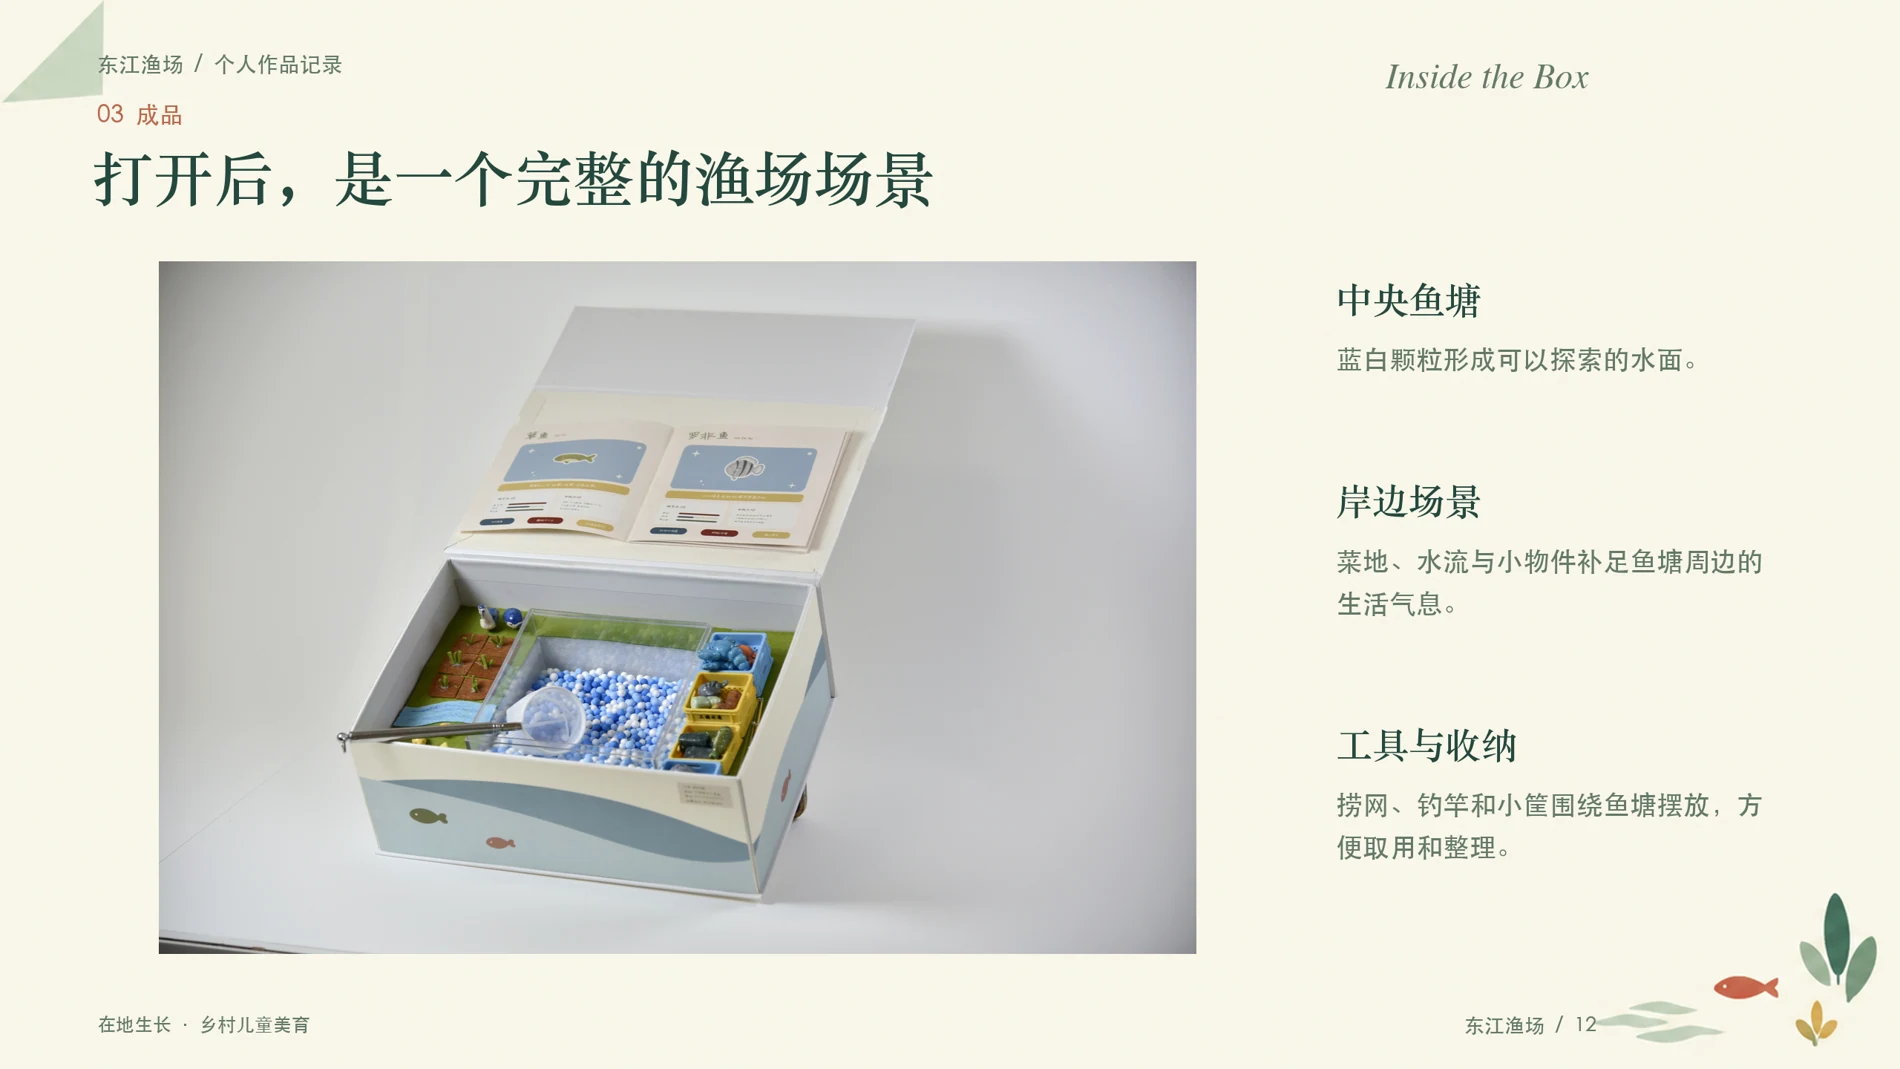 东江渔场 / 个人作品记录
Inside the Box
03 成品
打开后，是一个完整的渔场场景
草鱼
罗非鱼
中央鱼塘
蓝白颗粒形成可以探索的水面。
岸边场景
菜地、水流与小物件补足鱼塘周边的
生活气息。
工具与收纳
捞网、钓竿和小筐围绕鱼塘摆放，方
便取用和整理。
在地生长 · 乡村儿童美育
东江渔场 / 12